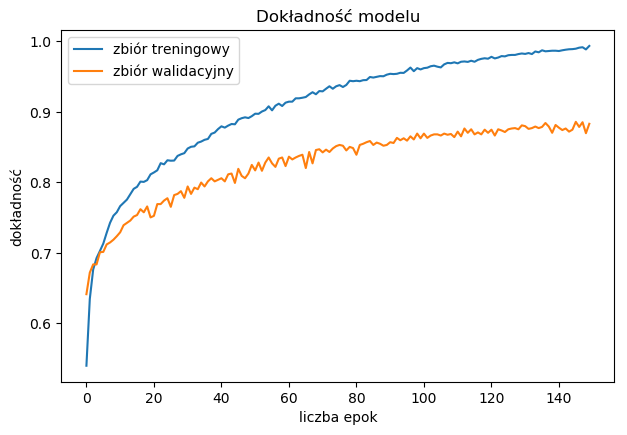 Dokładność modelu
zbiór treningowy
zbiór walidacyjny
dokładność
1.0
0.9
0.8
0.7
0.6
0 20 40 60 80 100 120 140
liczba epok